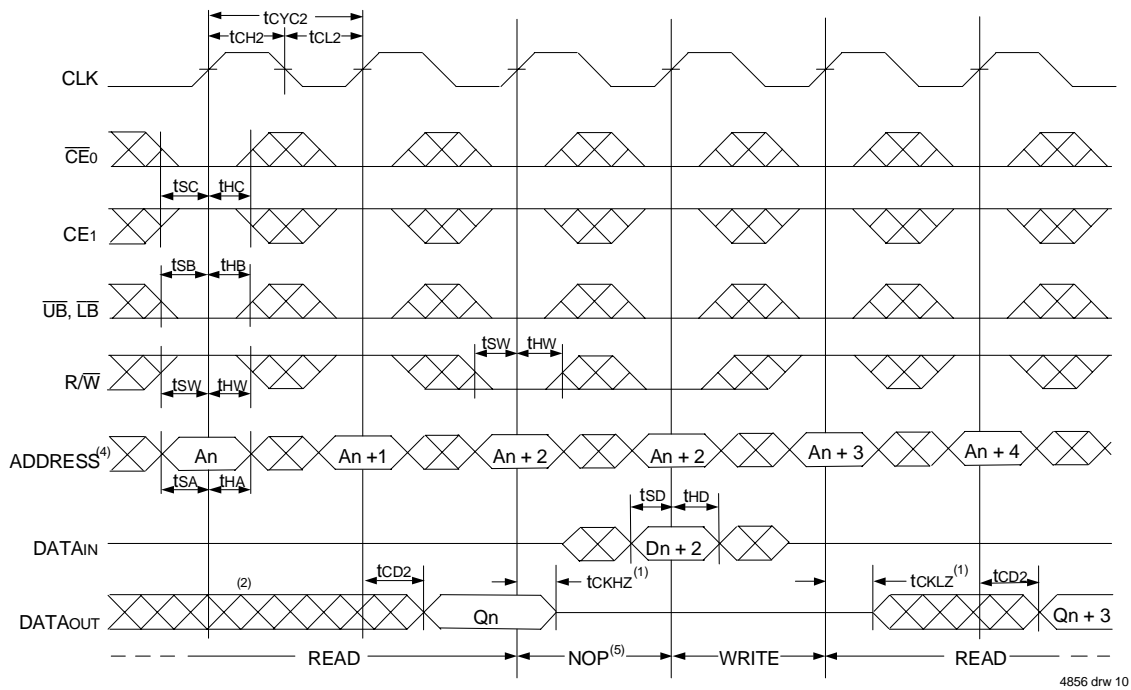 tCYC2
tCH2 tCL2
CLK
CE0
tSC tHC
CE1
tSB tHB
UB, LB
tSW tHW
R/W
tSW tHW
ADDRESS(4) An An +1 An + 2 An + 2 An + 3 An + 4
tSA tHA tSD tHD
DATAIN Dn + 2
(2) tCD2 tCKHZ(1) tCKLZ(1) tCD2
DATAOUT Qn Qn + 3
READ NOP(5) WRITE READ
4856 drw 10